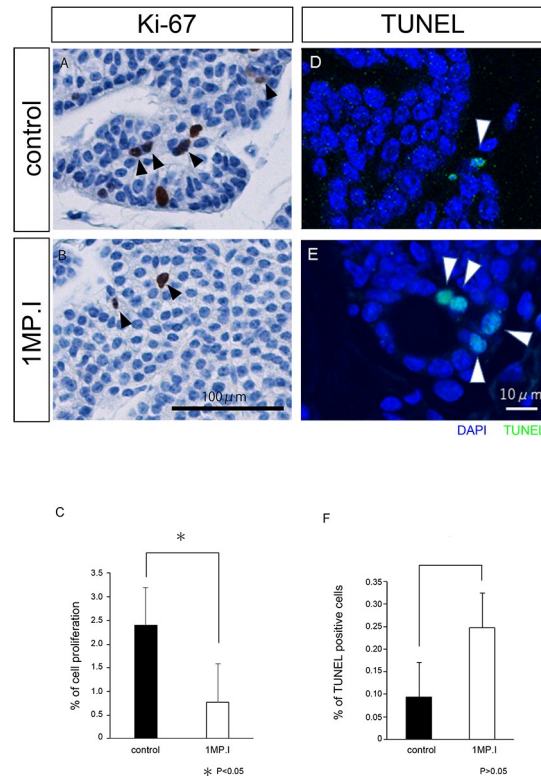 Ki-67
TUNEL
control
A
D
1MP.I
B
E
100μm
10μm
DAPI TUNEL
C
F
*
% of cell proliferation
3.5
3.0
2.5
2.0
1.5
1.0
0.5
0
control
1MP.I
* P<0.05
% of TUNEL positive cells
0.35
0.30
0.25
0.20
0.15
0.10
0.05
0
control
1MP.I
P>0.05